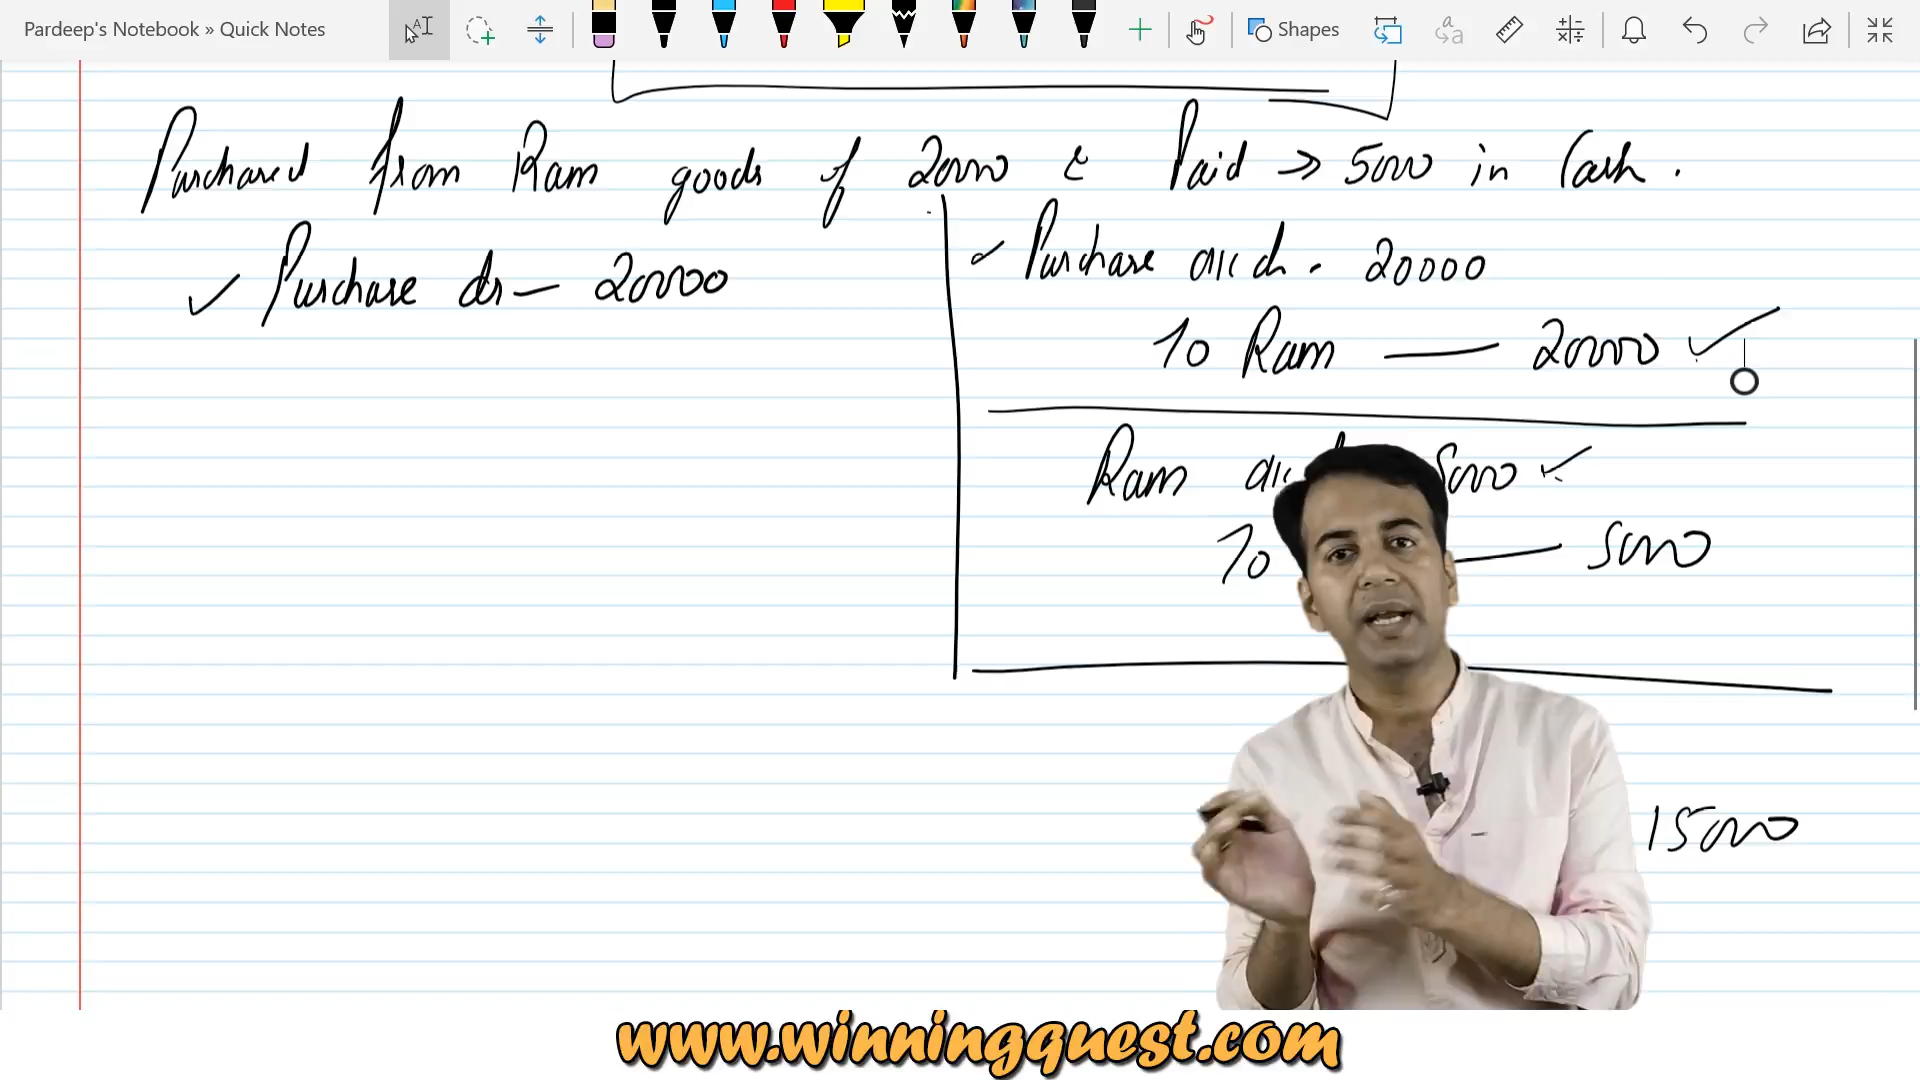 Pardeep's Notebook » Quick Notes
Shapes
Purchased from Ram goods of 20000 & Paid → 5000 in Cash.
✓ Purchase dr — 20000
✓ Purchase a/c dr. 20000
To Ram — 20000 ✓
Ram a/c 5000 ✓
To — 5000
15000
www.winningquest.com